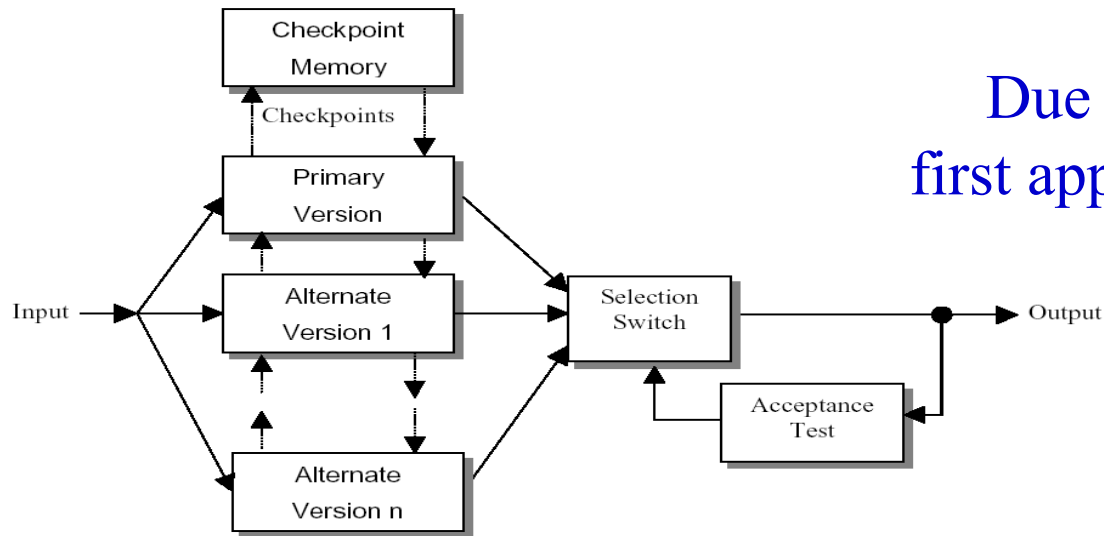 Checkpoint
Memory
Checkpoints
Due
first app
Primary
Version
Input
Alternate
Version 1
Selection
Switch
Output
Acceptance
Test
Alternate
Version n